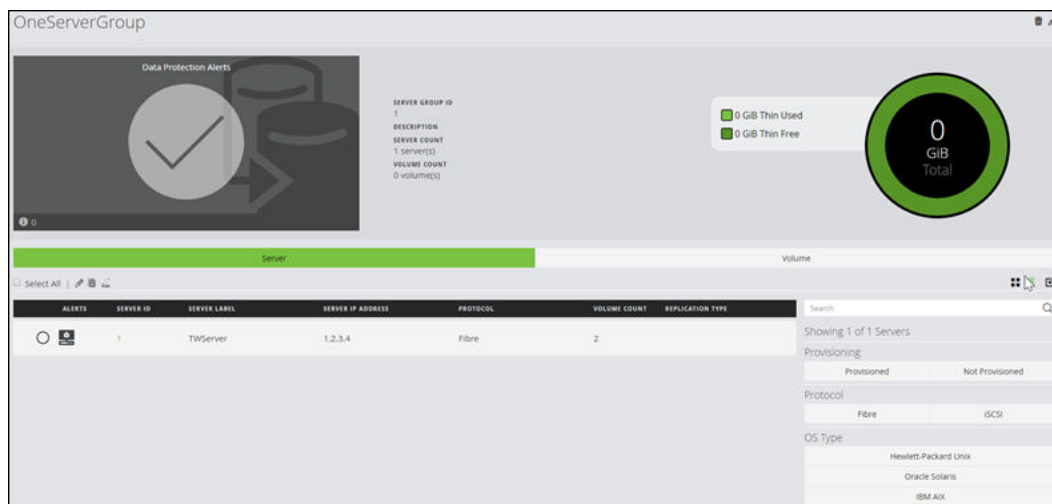 OneServerGroup
Data Protection Alerts
0
SERVER GROUP ID
1
DESCRIPTION
SERVER COUNT
1 server(s)
VOLUME COUNT
0 volume(s)
0 GiB Thin Used
0 GiB Thin Free
0
GiB
Total
Server Volume
Select All |
ALERTS SERVER ID SERVER LABEL SERVER IP ADDRESS PROTOCOL VOLUME COUNT REPLICATION TYPE
1 TWServer 1.2.3.4 Fibre 2
Search
Showing 1 of 1 Servers
Provisioning
Provisioned Not Provisioned
Protocol
Fibre iSCSI
OS Type
Hewlett-Packard Unix
Oracle Solaris
IBM AIX